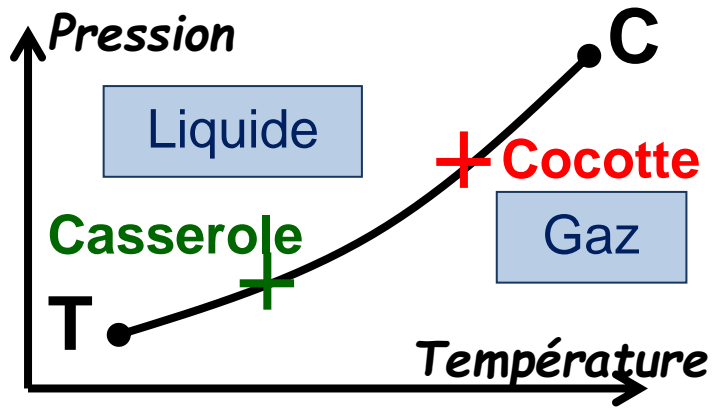 Pression
C
Liquide
Cocotte
Casserole
Gaz
T
Température